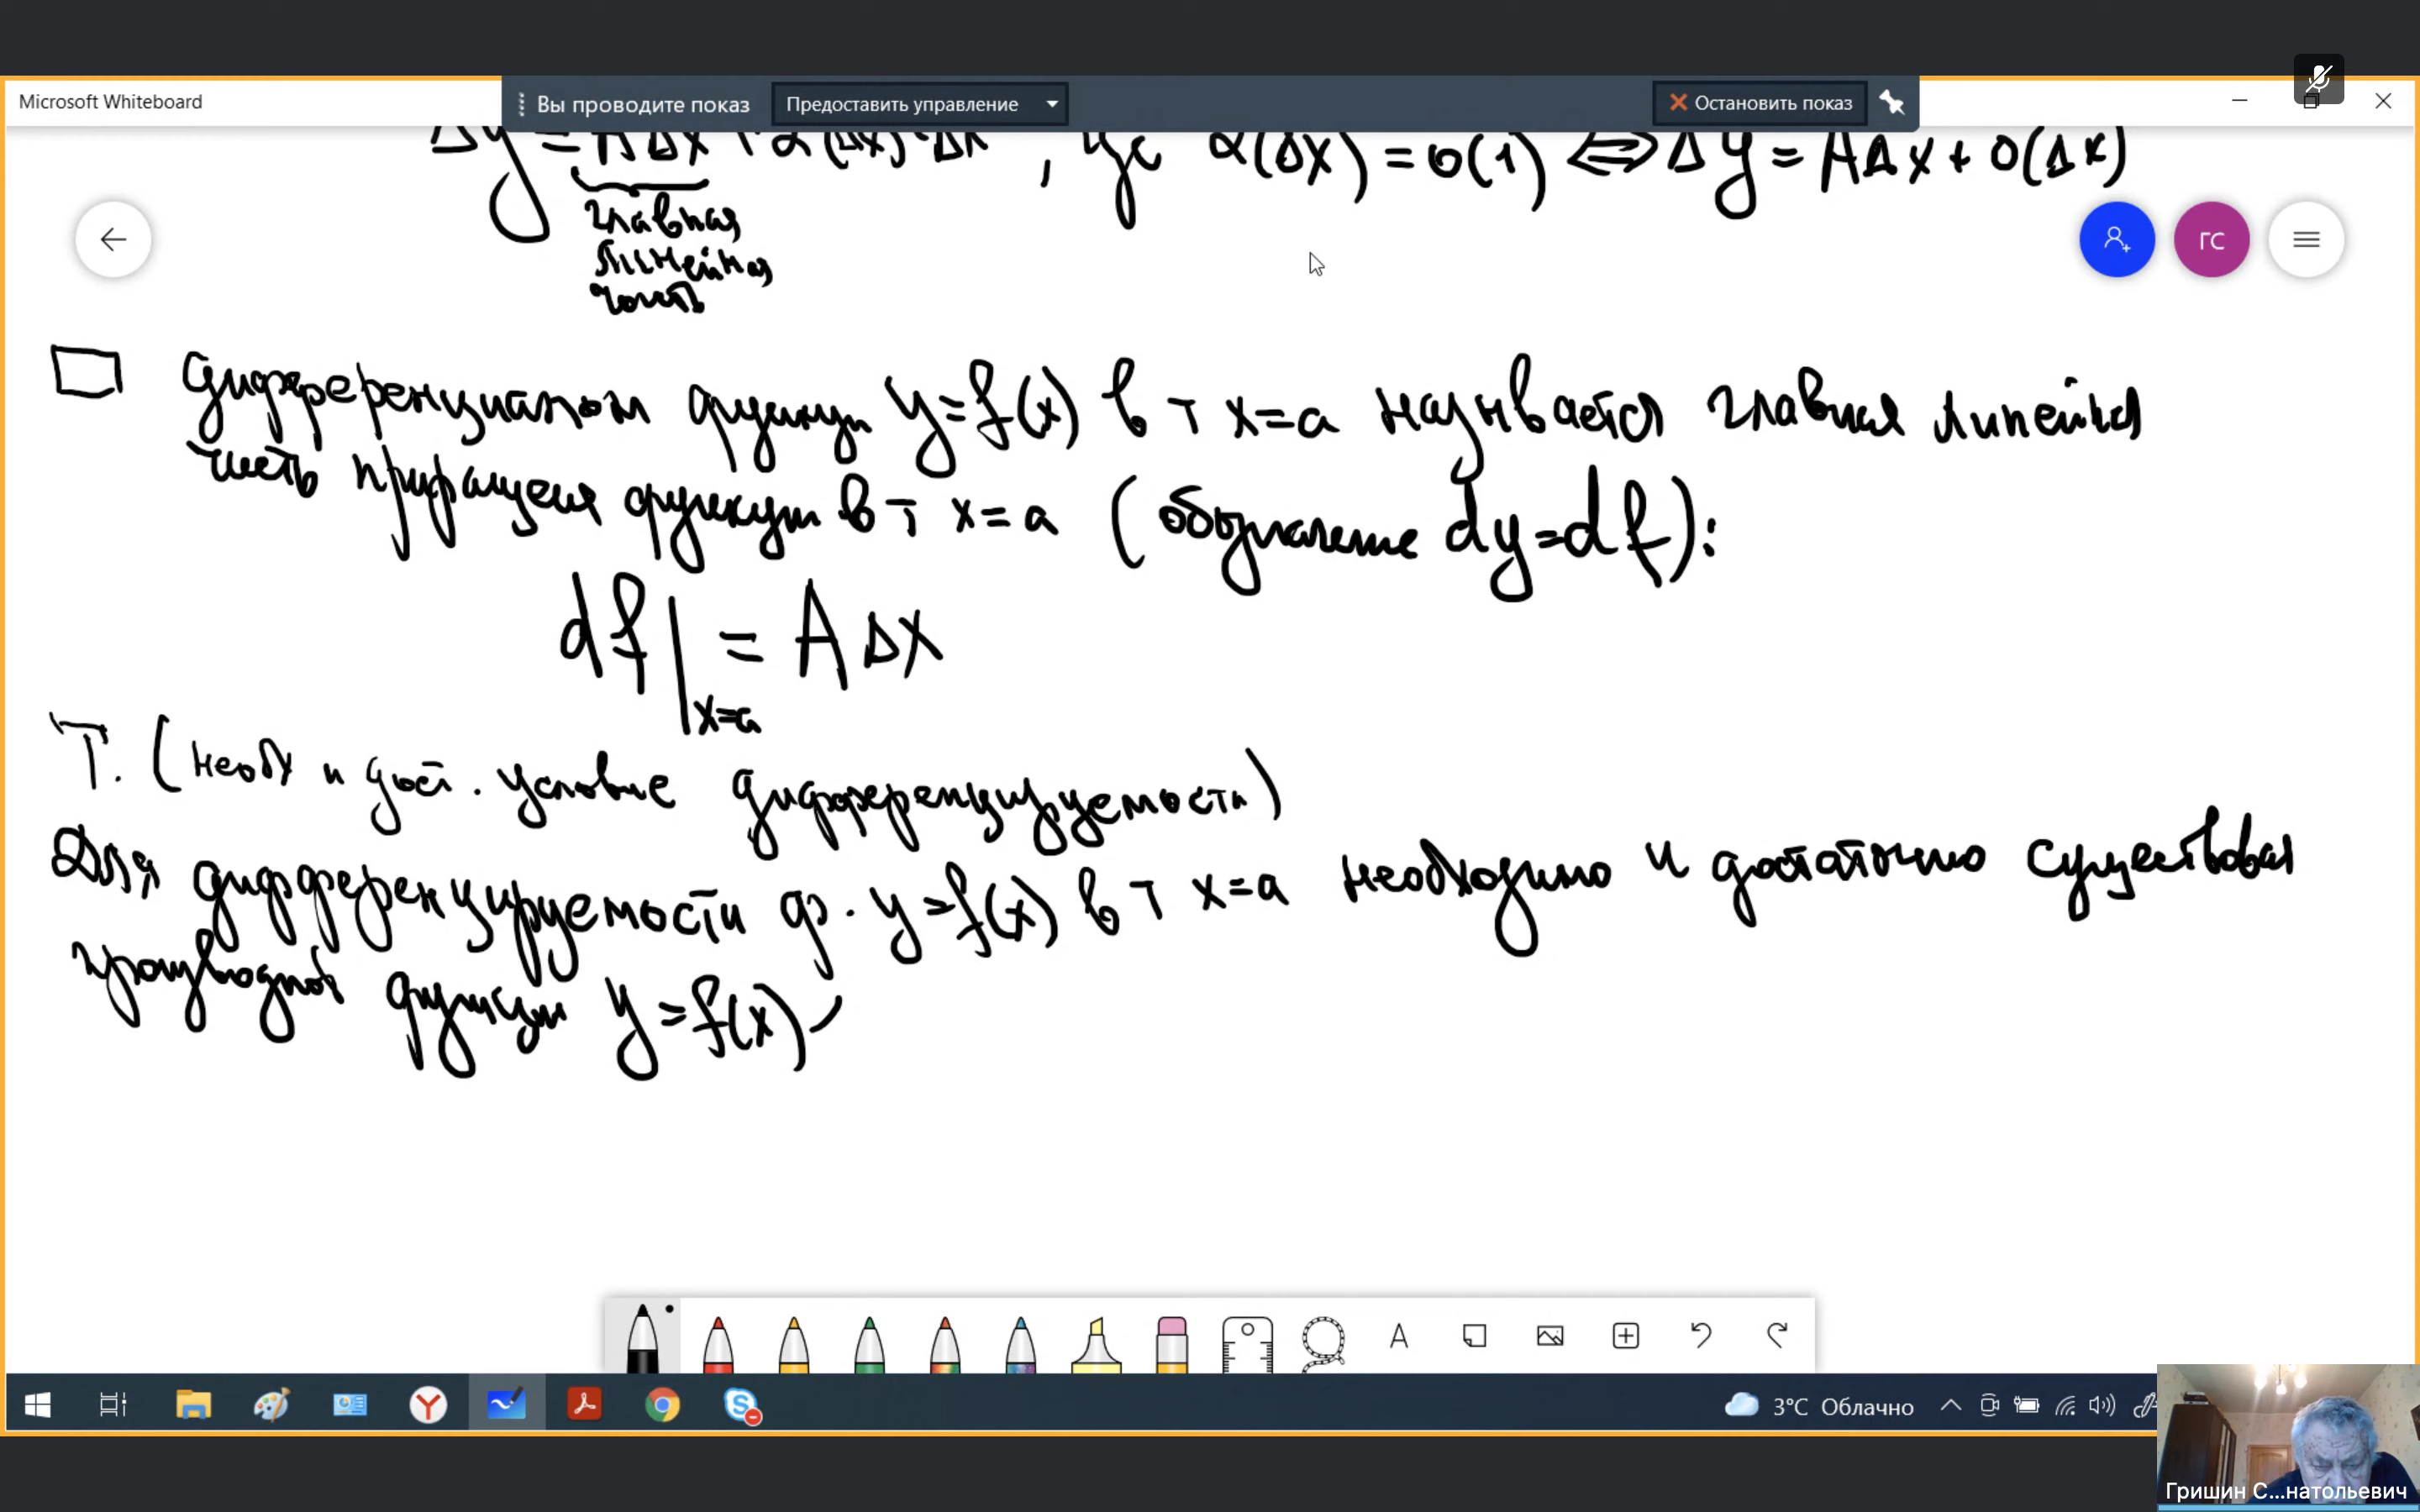 Microsoft Whiteboard
Вы проводите показ
Предоставить управление
Остановить показ
Δy = AΔx + α(Δx)·Δx, где α(Δx) = o(1) ⟺ Δy = AΔx + o(Δx)
главная
линейная
часть
ГС
□ Дифференциалом функции y=f(x) в т x=a называется главная линейная
часть приращения функции в т x=a (обозначение dy=df):
df|x=a = AΔx
Т. (необх и дост. условие дифференцируемости)
Для дифференцируемости ф. y=f(x) в т x=a необходимо и достаточно существован
производной функции y=f(x)
3°C Облачно
Гришин С...натольевич